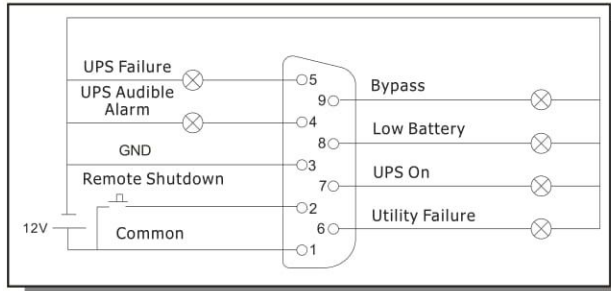 UPS Failure
5
Bypass
9
UPS Audible
Alarm
4
Low Battery
8
GND
3
UPS On
7
Remote Shutdown
2
Utility Failure
6
12V
Common
1